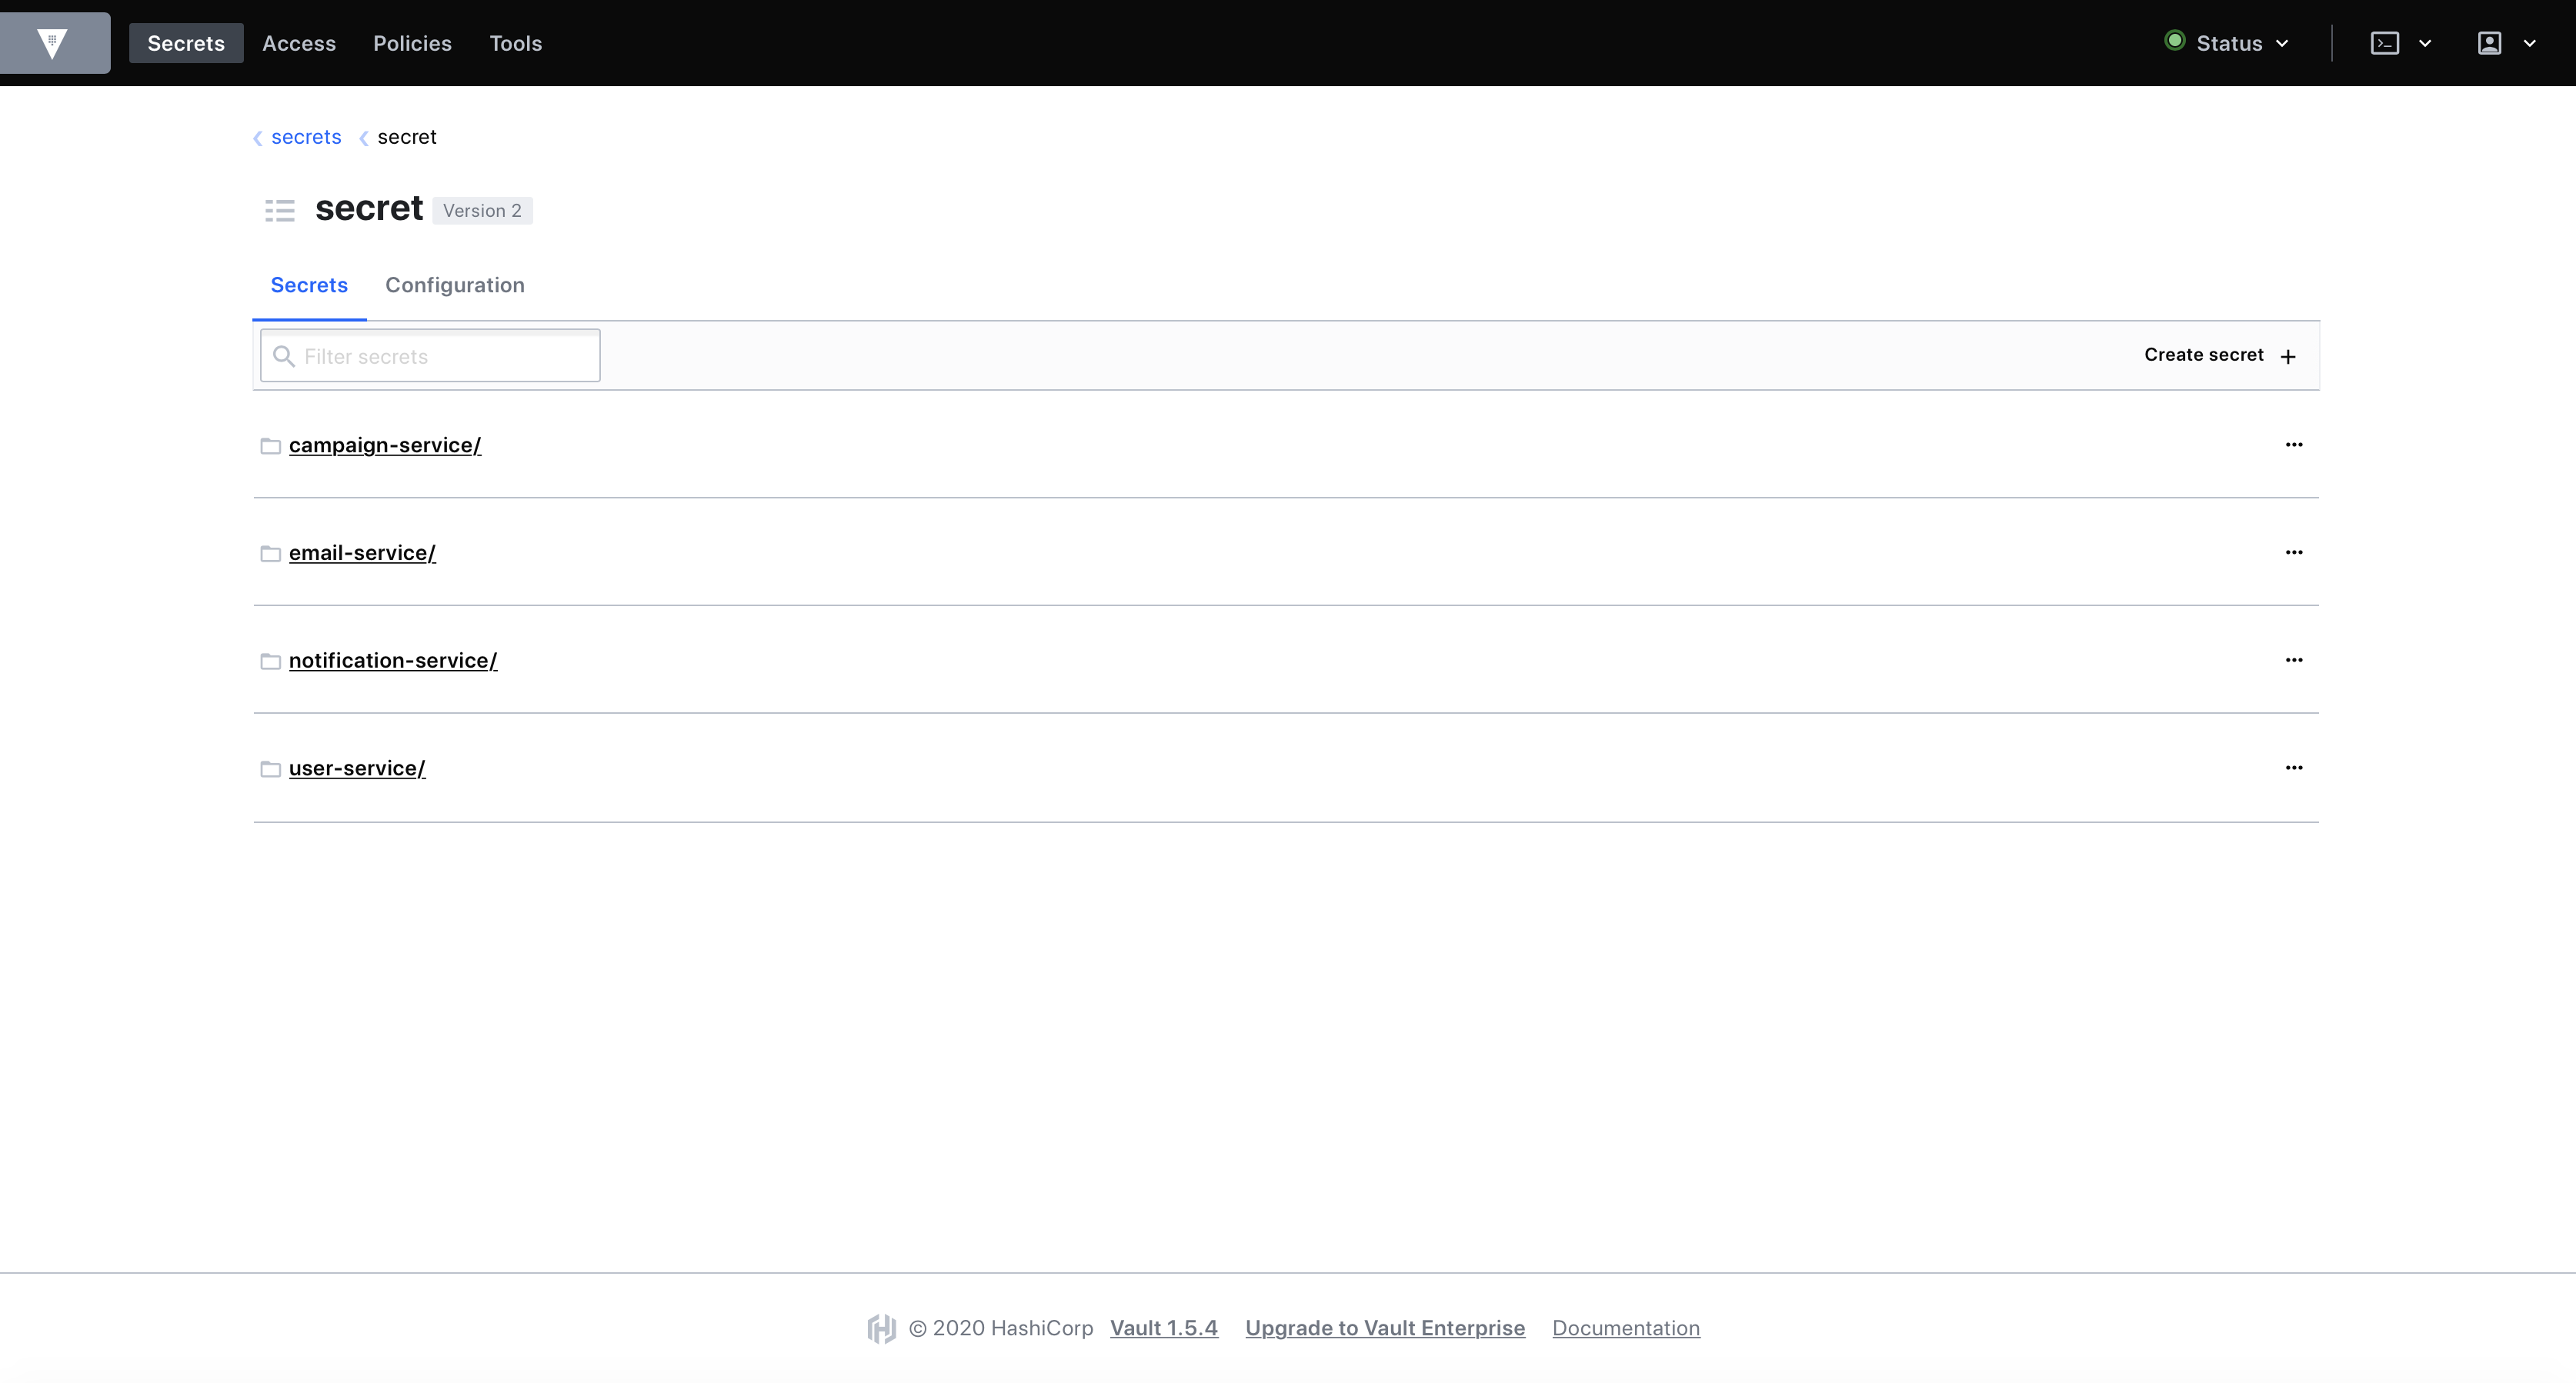 Secrets Access Policies Tools Status
secrets secret
secret Version 2
Secrets Configuration
Filter secrets Create secret +
campaign-service/
email-service/
notification-service/
user-service/
© 2020 HashiCorp Vault 1.5.4 Upgrade to Vault Enterprise Documentation